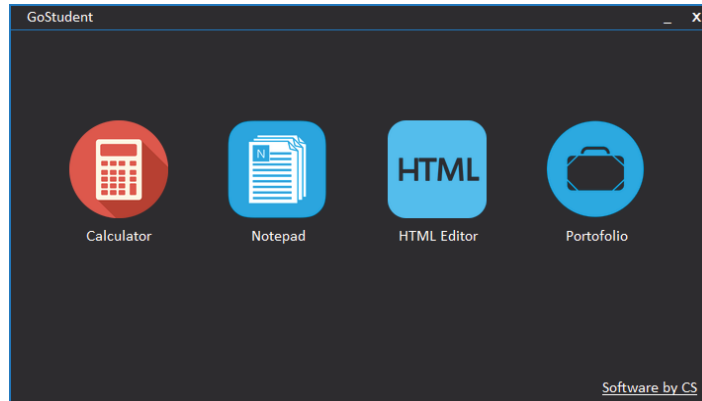 GoStudent _ X
N
HTML
Calculator Notepad HTML Editor Portofolio
Software by CS